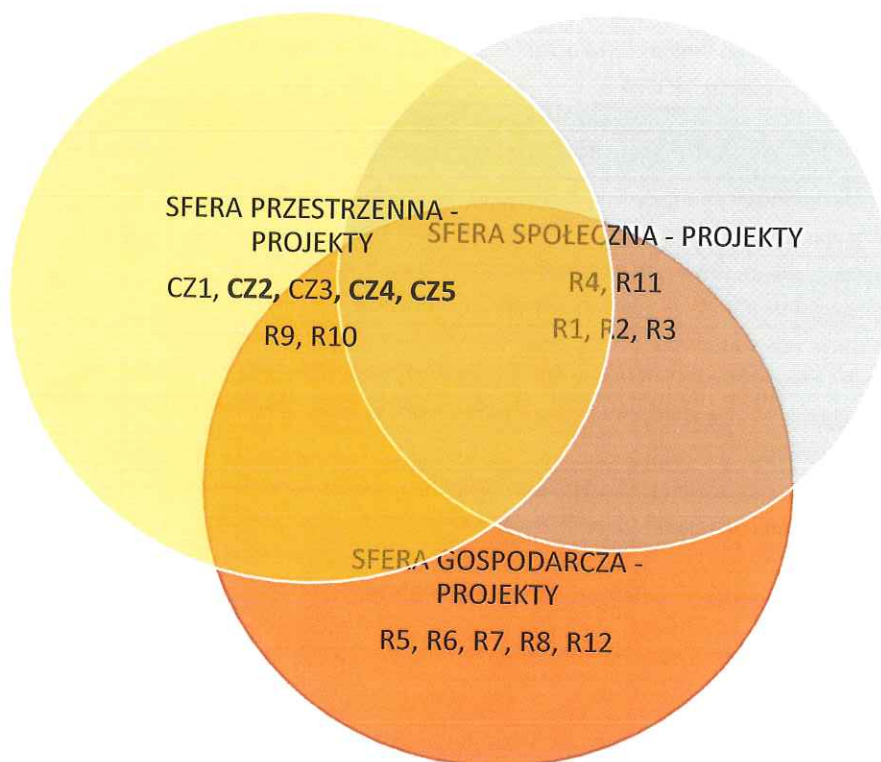 SFERA PRZESTRZENNA -
PROJEKTY
CZ1, CZ2, CZ3, CZ4, CZ5
R9, R10
SFERA SPOŁECZNA - PROJEKTY
R4, R11
R1, R2, R3
SFERA GOSPODARCZA -
PROJEKTY
R5, R6, R7, R8, R12